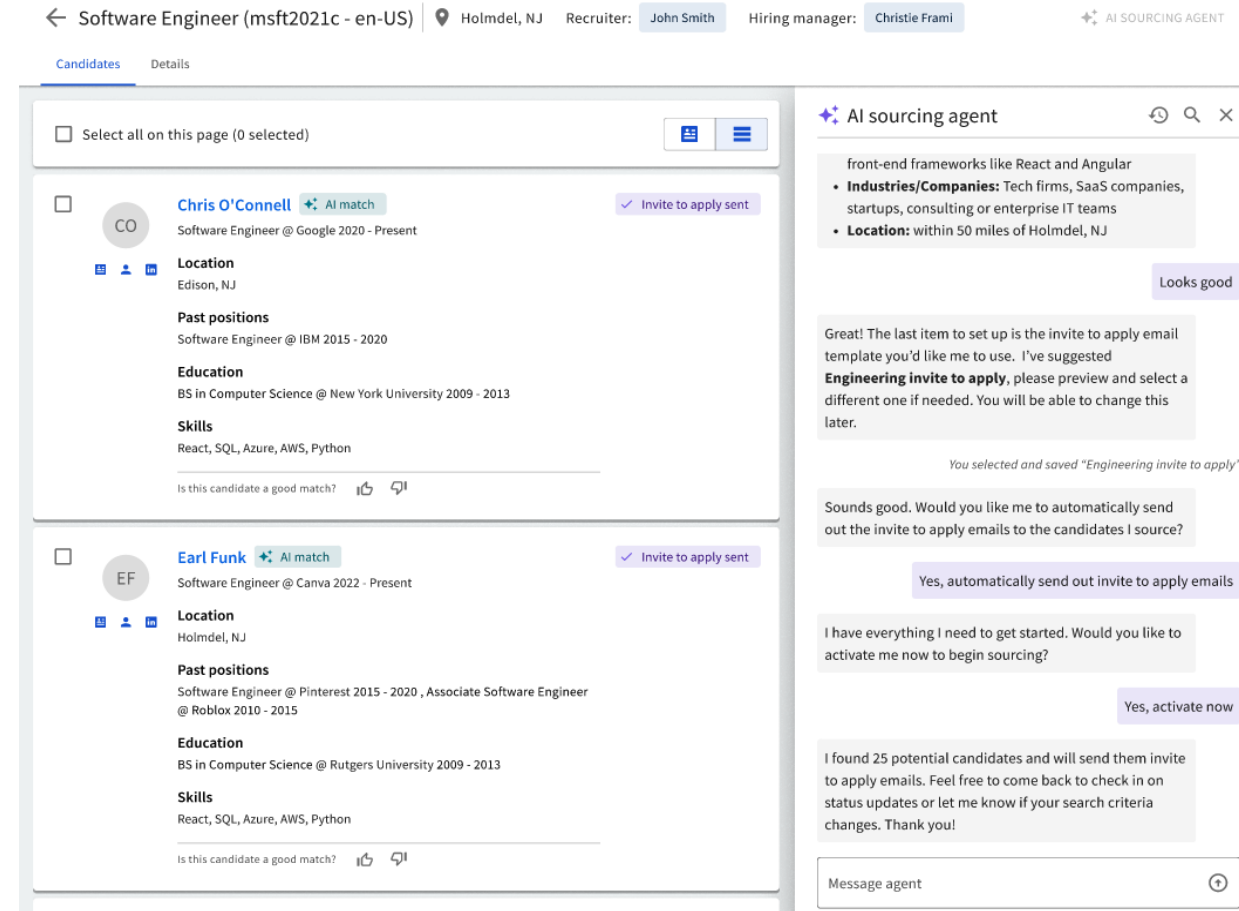 Software Engineer (msft2021c - en-US)
Holmdel, NJ
Recruiter:
John Smith
Hiring manager:
Christie Frami
AI SOURCING AGENT
Candidates
Details
Select all on this page (0 selected)
CO
Chris O'Connell
AI match
Invite to apply sent
Software Engineer @ Google 2020 - Present
in
Location
Edison, NJ
Past positions
Software Engineer @ IBM 2015 - 2020
Education
BS in Computer Science @ New York University 2009 - 2013
Skills
React, SQL, Azure, AWS, Python
Is this candidate a good match?
EF
Earl Funk
AI match
Invite to apply sent
Software Engineer @ Canva 2022 - Present
in
Location
Holmdel, NJ
Past positions
Software Engineer @ Pinterest 2015 - 2020 , Associate Software Engineer
@ Roblox 2010 - 2015
Education
BS in Computer Science @ Rutgers University 2009 - 2013
Skills
React, SQL, Azure, AWS, Python
Is this candidate a good match?
AI sourcing agent
front-end frameworks like React and Angular
• Industries/Companies: Tech firms, SaaS companies,
startups, consulting or enterprise IT teams
• Location: within 50 miles of Holmdel, NJ
Looks good
Great! The last item to set up is the invite to apply email
template you’d like me to use.  I’ve suggested
Engineering invite to apply, please preview and select a
different one if needed. You will be able to change this
later.
You selected and saved “Engineering invite to apply”
Sounds good. Would you like me to automatically send
out the invite to apply emails to the candidates I source?
Yes, automatically send out invite to apply emails
I have everything I need to get started. Would you like to
activate me now to begin sourcing?
Yes, activate now
I found 25 potential candidates and will send them invite
to apply emails. Feel free to come back to check in on
status updates or let me know if your search criteria
changes. Thank you!
Message agent